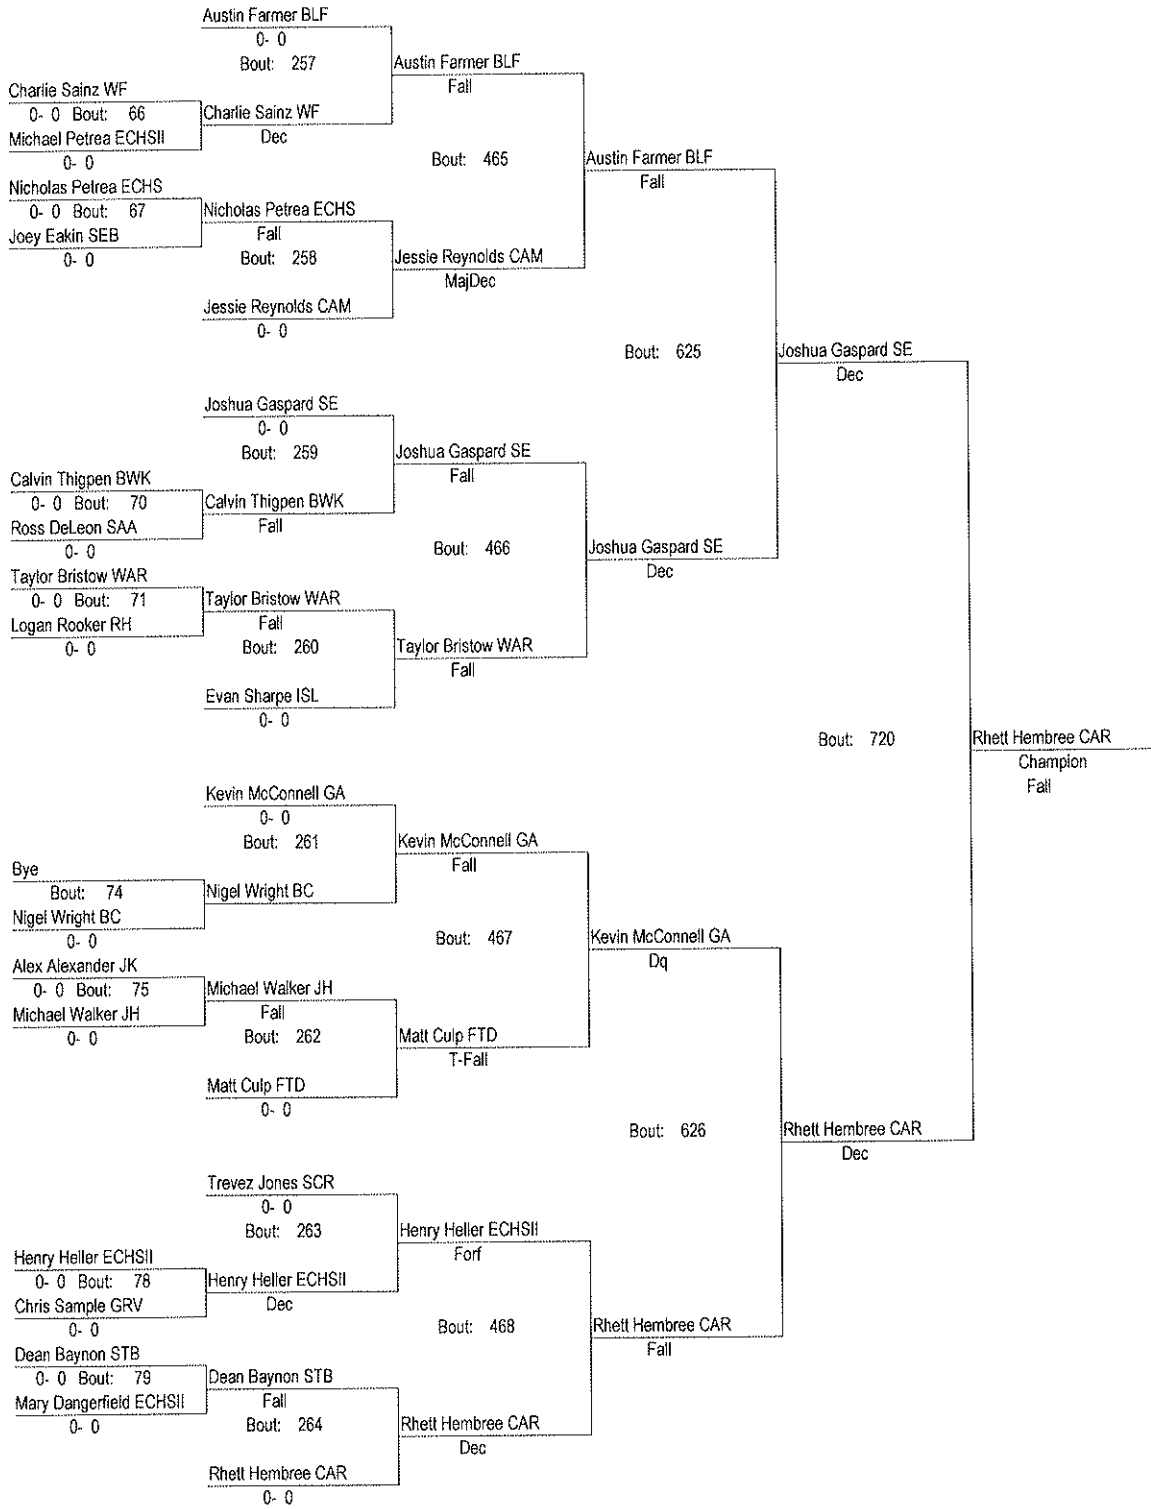 Austin Farmer BLF
0- 0
Bout: 257
Austin Farmer BLF
Fall
Charlie Sainz WF
0- 0 Bout: 66
Charlie Sainz WF
Dec
Michael Petrea ECHSII
0- 0
Bout: 465
Austin Farmer BLF
Fall
Nicholas Petrea ECHS
0- 0 Bout: 67
Nicholas Petrea ECHS
Fall
Joey Eakin SEB
0- 0
Bout: 258
Jessie Reynolds CAM
MajDec
Jessie Reynolds CAM
0- 0
Bout: 625
Joshua Gaspard SE
Dec
Joshua Gaspard SE
0- 0
Bout: 259
Joshua Gaspard SE
Fall
Calvin Thigpen BWK
0- 0 Bout: 70
Calvin Thigpen BWK
Fall
Ross DeLeon SAA
0- 0
Bout: 466
Joshua Gaspard SE
Dec
Taylor Bristow WAR
0- 0 Bout: 71
Taylor Bristow WAR
Fall
Logan Rooker RH
0- 0
Bout: 260
Taylor Bristow WAR
Fall
Evan Sharpe ISL
0- 0
Bout: 720
Rhett Hembree CAR
Champion
Fall
Kevin McConnell GA
0- 0
Bout: 261
Kevin McConnell GA
Fall
Bye
Bout: 74
Nigel Wright BC
Nigel Wright BC
0- 0
Bout: 467
Kevin McConnell GA
Dq
Alex Alexander JK
0- 0 Bout: 75
Michael Walker JH
Fall
Michael Walker JH
0- 0
Bout: 262
Matt Culp FTD
T-Fall
Matt Culp FTD
0- 0
Bout: 626
Rhett Hembree CAR
Dec
Trevez Jones SCR
0- 0
Bout: 263
Henry Heller ECHSII
Forf
Henry Heller ECHSII
0- 0 Bout: 78
Henry Heller ECHSII
Dec
Chris Sample GRV
0- 0
Bout: 468
Rhett Hembree CAR
Fall
Dean Baynon STB
0- 0 Bout: 79
Dean Baynon STB
Fall
Mary Dangerfield ECHSII
0- 0
Bout: 264
Rhett Hembree CAR
Dec
Rhett Hembree CAR
0- 0